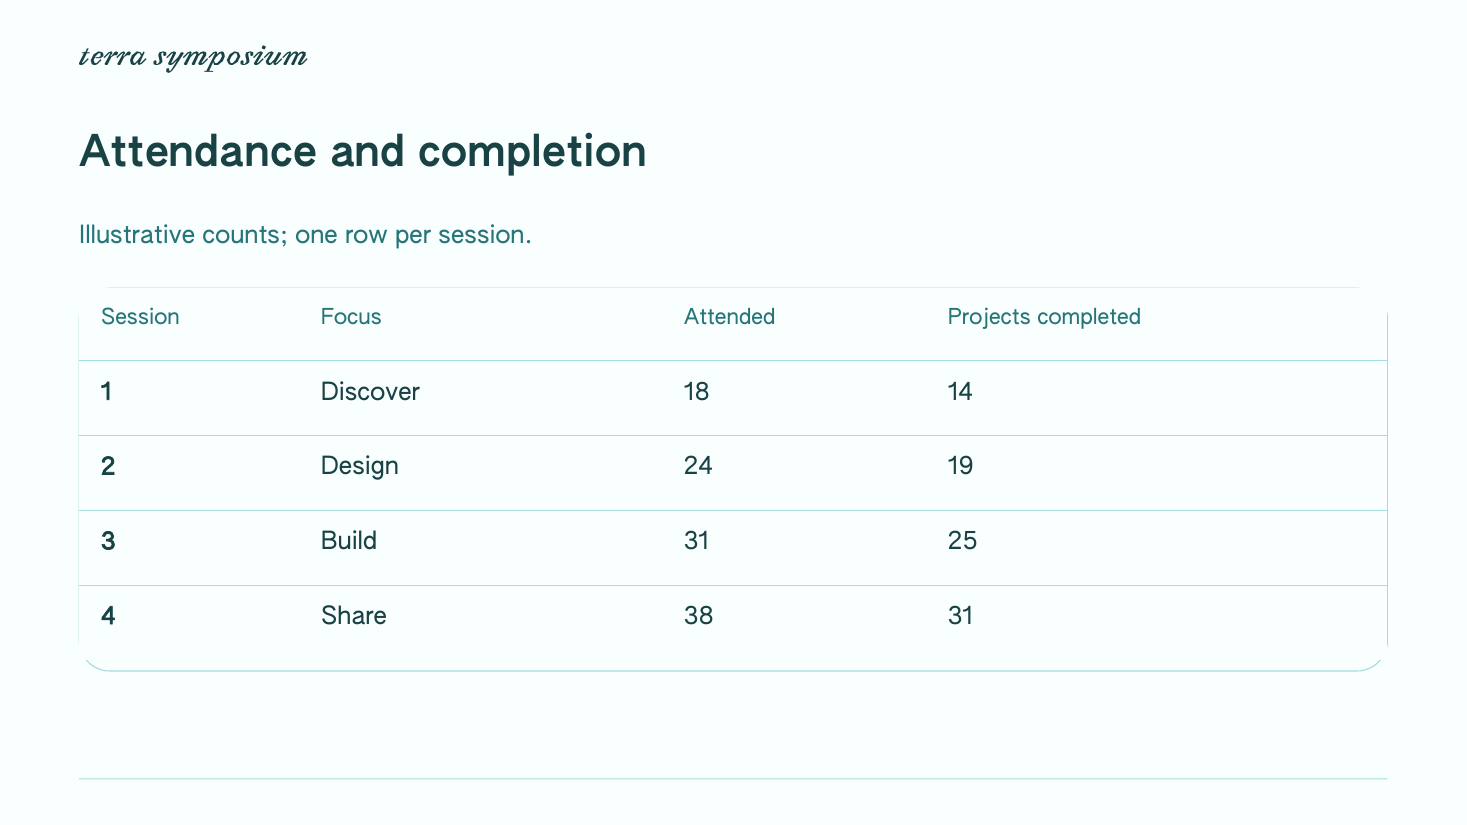 terra symposium
Attendance and completion
Illustrative counts; one row per session.
Session Focus Attended Projects completed
1 Discover 18 14
2 Design 24 19
3 Build 31 25
4 Share 38 31